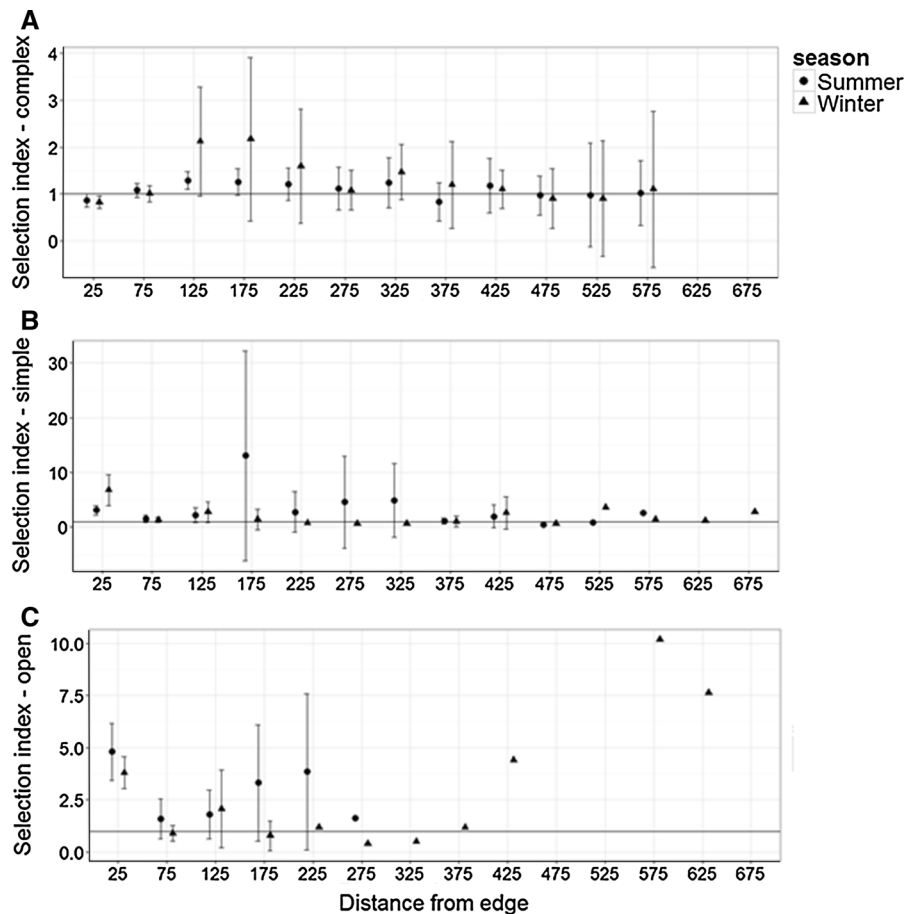 A
Selection index - complex
4
3
2
1
0
25 75 125 175 225 275 325 375 425 475 525 575 625 675
season
Summer
Winter
B
Selection index - simple
30
20
10
0
25 75 125 175 225 275 325 375 425 475 525 575 625 675
C
Selection index - open
10.0
7.5
5.0
2.5
0.0
25 75 125 175 225 275 325 375 425 475 525 575 625 675
Distance from edge